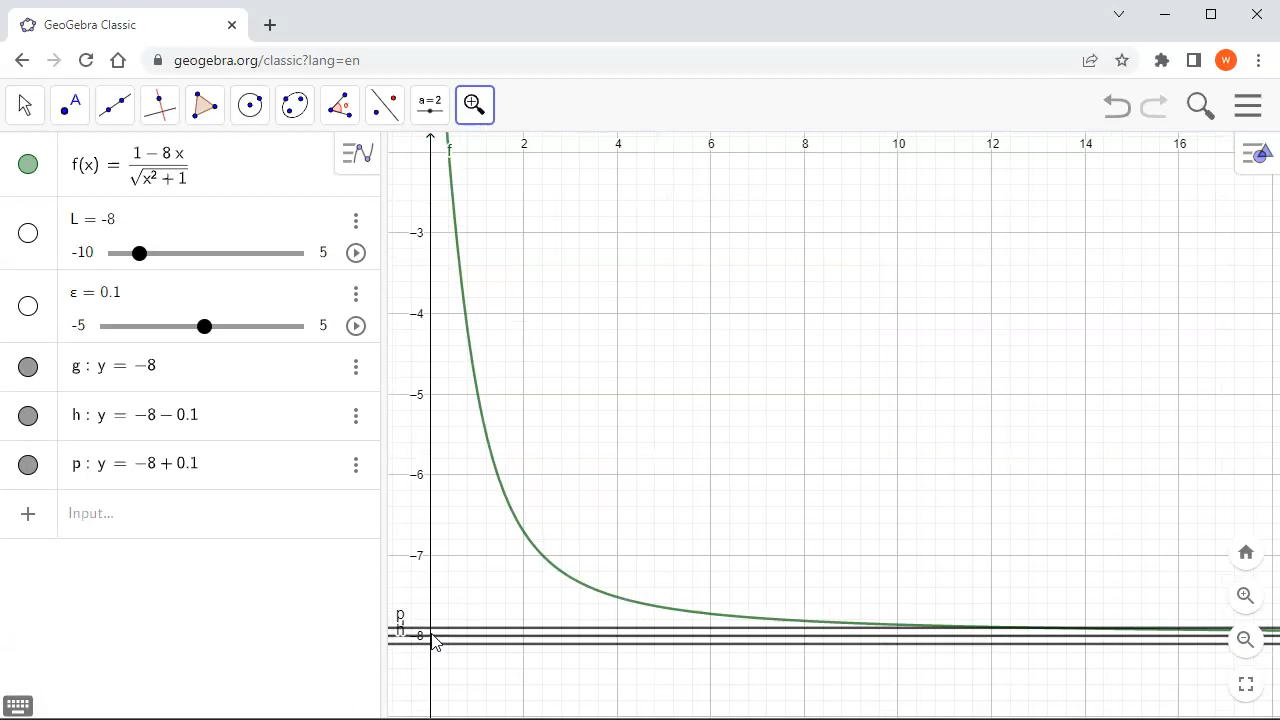 GeoGebra Classic
geogebra.org/classic?lang=en
W
A
a=2
f(x) = (1 − 8 x) / √(x² + 1)
L = -8
-10 5
ε = 0.1
-5 5
g : y = −8
h : y = −8 − 0.1
p : y = −8 + 0.1
Input...
f
2 4 6 8 10 12 14 16
−3
−4
−5
−6
−7
p
h
−8